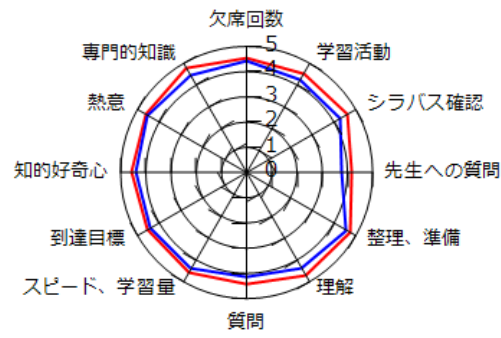 欠席回数
専門的知識
5
学習活動
4
熱意
3
シラバス確認
2
1
知的好奇心
0
先生への質問
到達目標
整理、準備
スピード、学習量
理解
質問